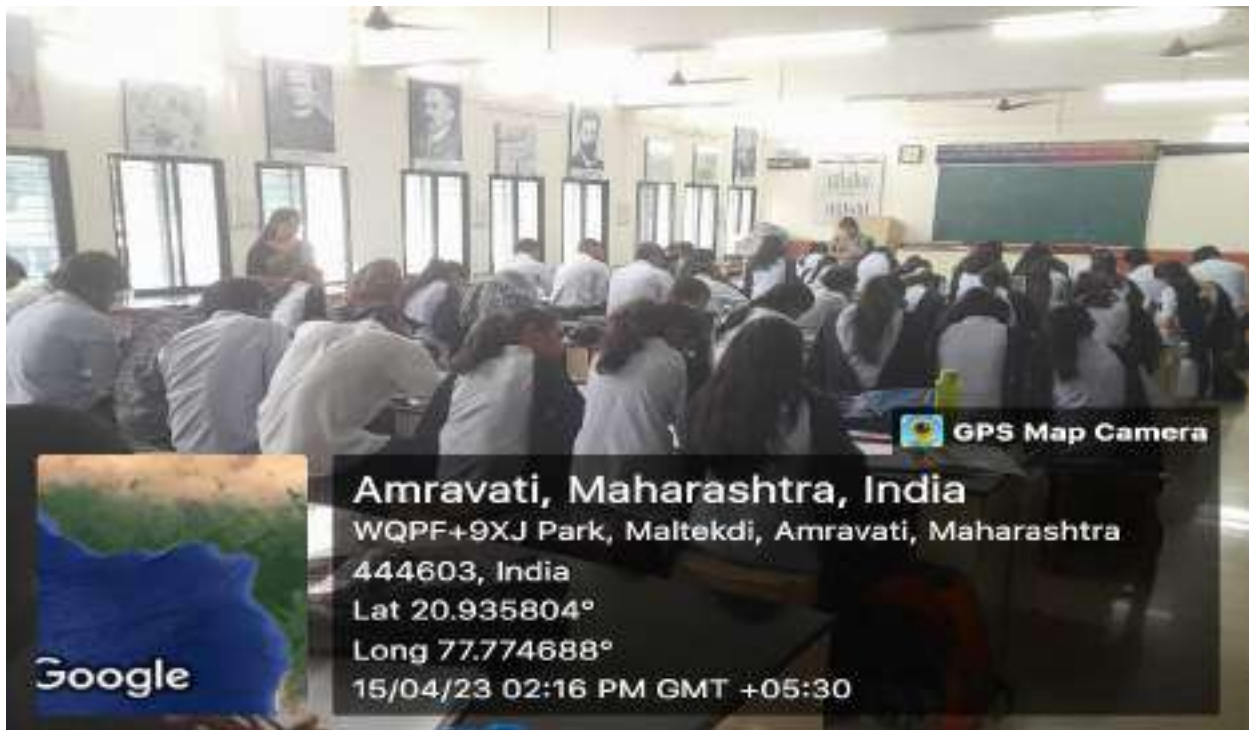 GPS Map Camera
Amravati, Maharashtra, India
WQPF+9XJ Park, Maltekdi, Amravati, Maharashtra
444603, India
Lat 20.935804°
Long 77.774688°
15/04/23 02:16 PM GMT +05:30
Google